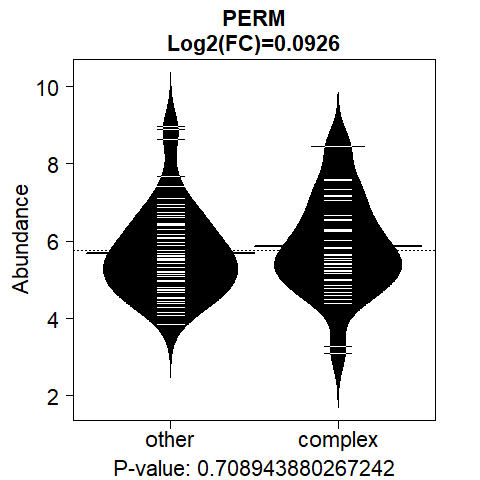 PERM
Log2(FC)=0.0926
10
8
6
4
2
Abundance
other complex
P-value: 0.708943880267242